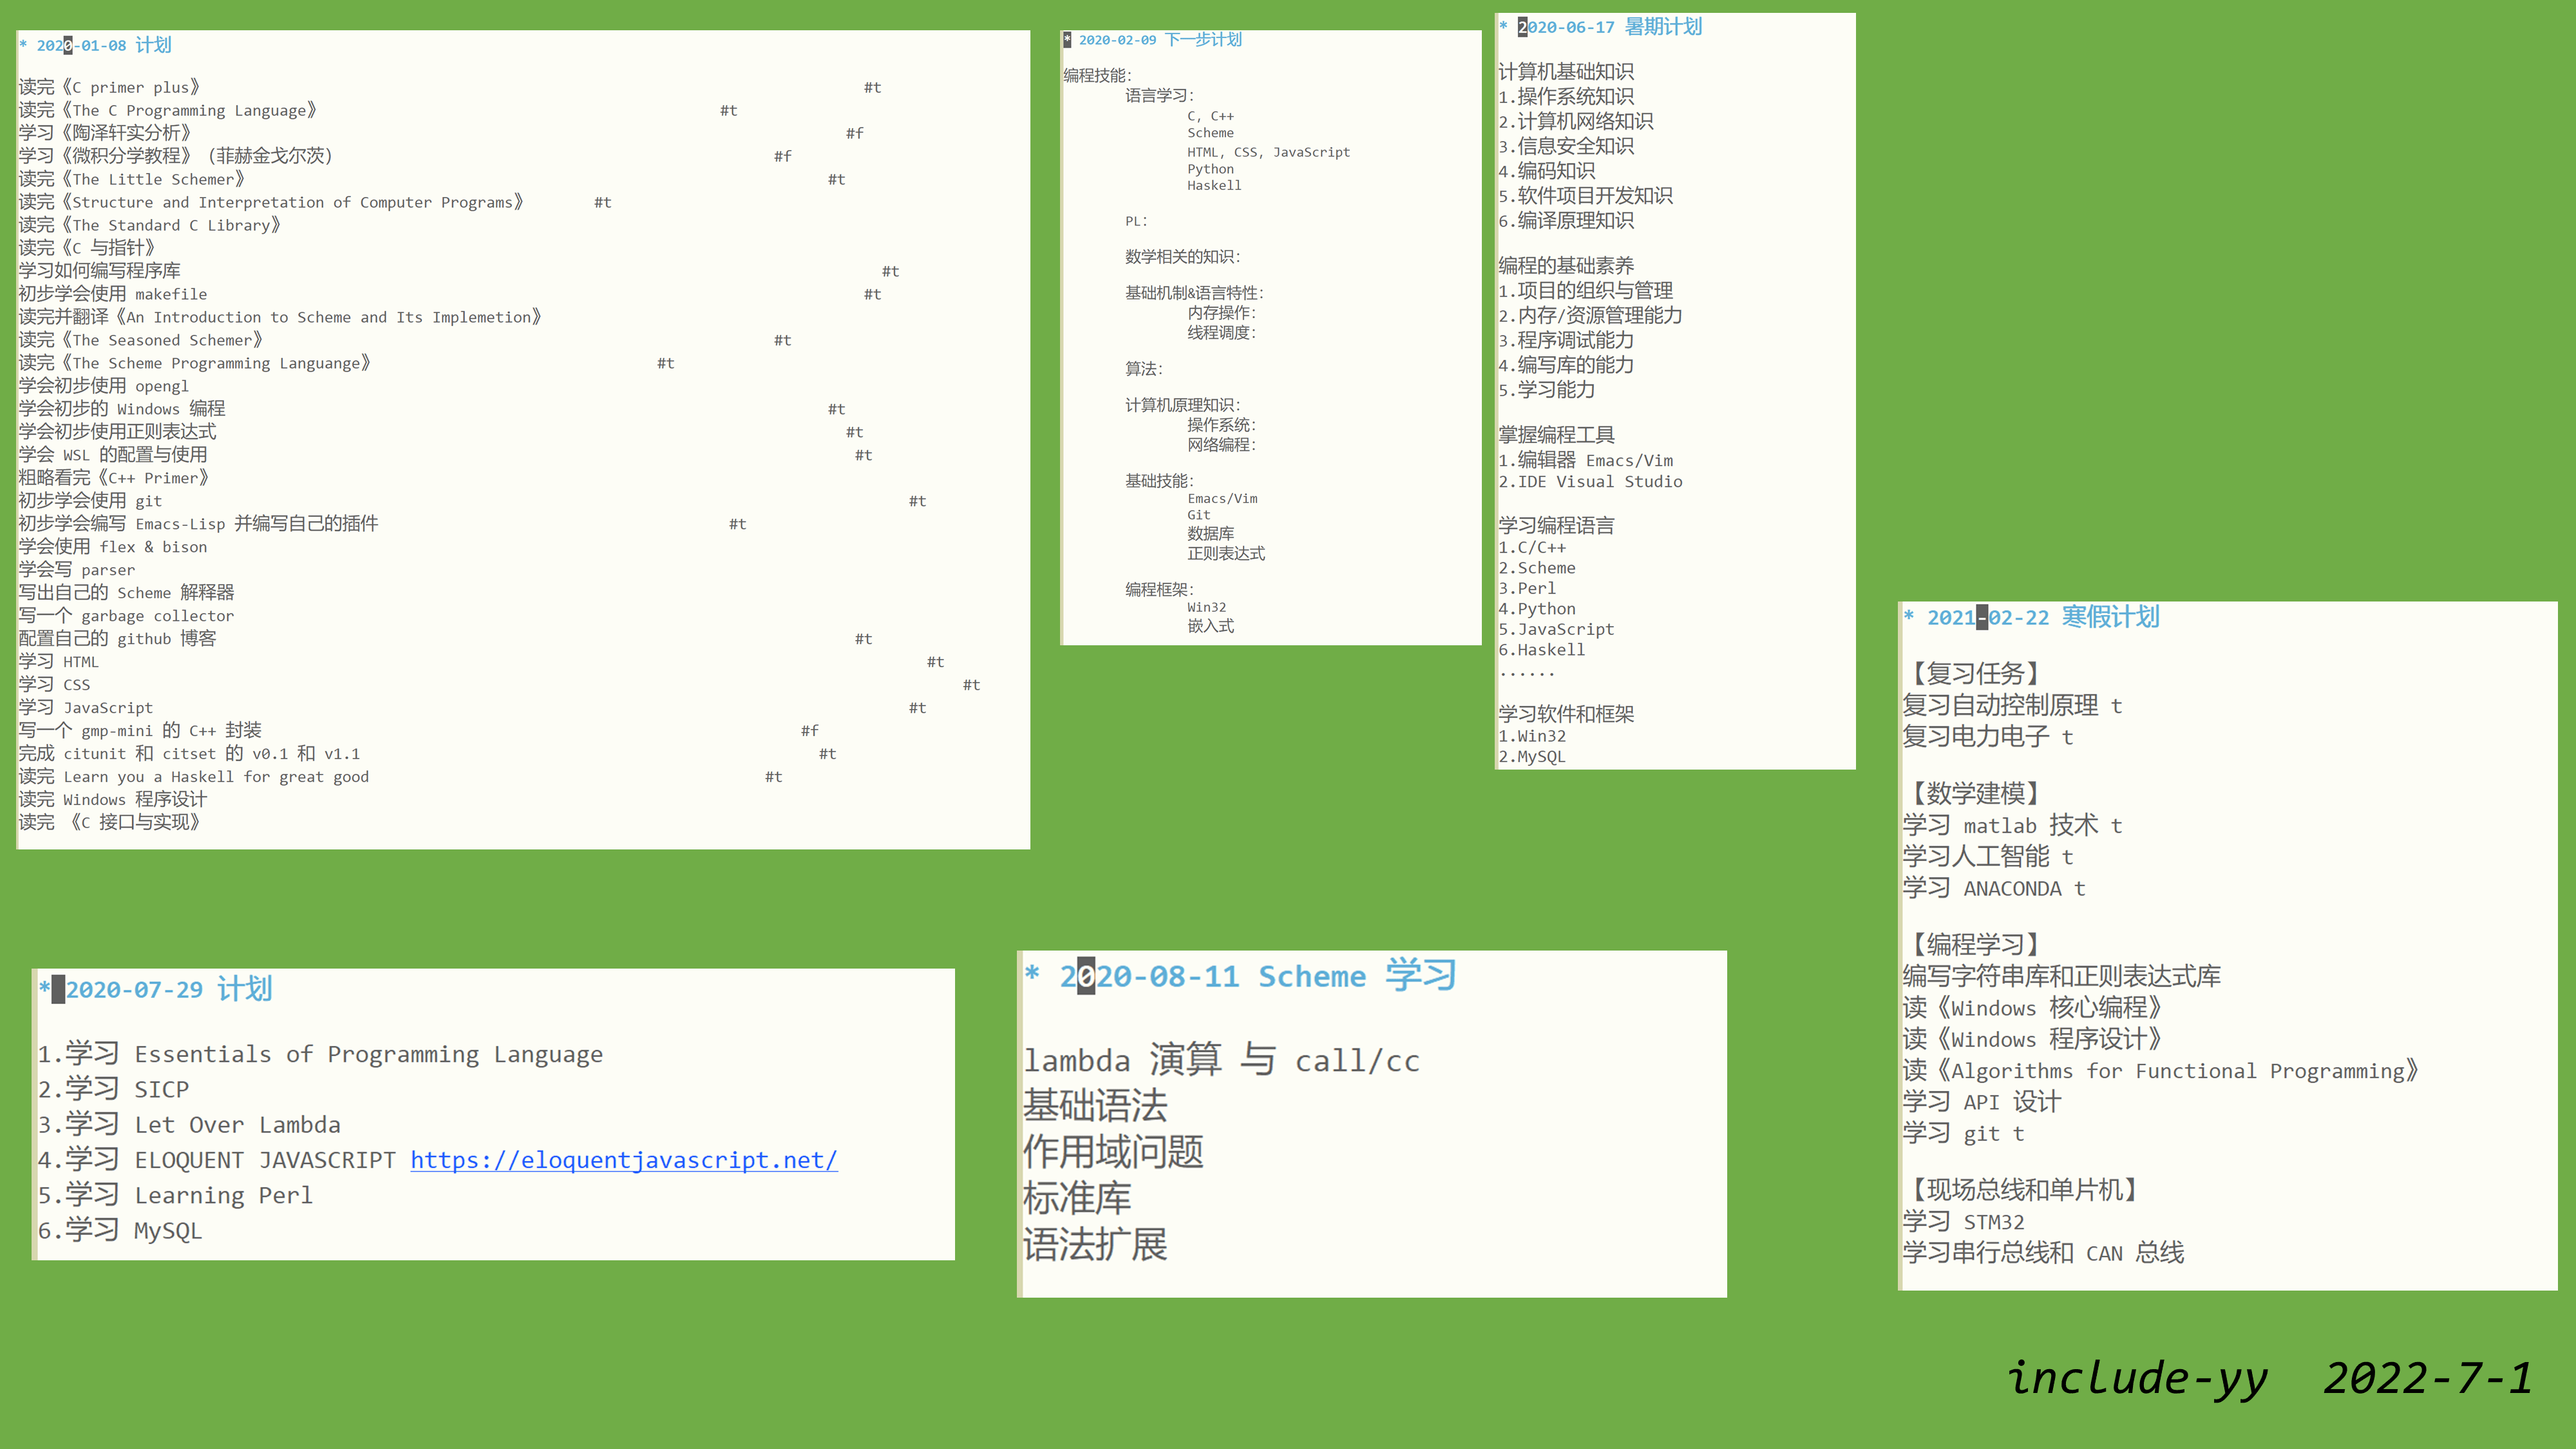 * 2020-01-08 计划
读完《C primer plus》 #t
读完《The C Programming Language》 #t
学习《陶泽轩实分析》 #f
学习《微积分学教程》（菲赫金戈尔茨） #f
读完《The Little Schemer》 #t
读完《Structure and Interpretation of Computer Programs》 #t
读完《The Standard C Library》
读完《C 与指针》
学习如何编写程序库 #t
初步学会使用 makefile #t
读完并翻译《An Introduction to Scheme and Its Implemetion》
读完《The Seasoned Schemer》 #t
读完《The Scheme Programming Languange》 #t
学会初步使用 opengl
学会初步的 Windows 编程 #t
学会初步使用正则表达式 #t
学会 WSL 的配置与使用 #t
粗略看完《C++ Primer》
初步学会使用 git #t
初步学会编写 Emacs-Lisp 并编写自己的插件 #t
学会使用 flex & bison
学会写 parser
写出自己的 Scheme 解释器
写一个 garbage collector
配置自己的 github 博客 #t
学习 HTML #t
学习 CSS #t
学习 JavaScript #t
写一个 gmp-mini 的 C++ 封装 #f
完成 citunit 和 citset 的 v0.1 和 v1.1 #t
读完 Learn you a Haskell for great good #t
读完 Windows 程序设计
读完 《C 接口与实现》
* 2020-02-09 下一步计划
编程技能：
语言学习：
C, C++
Scheme
HTML, CSS, JavaScript
Python
Haskell
PL：
数学相关的知识：
基础机制&语言特性：
内存操作：
线程调度：
算法：
计算机原理知识：
操作系统：
网络编程：
基础技能：
Emacs/Vim
Git
数据库
正则表达式
编程框架：
Win32
嵌入式
* 2020-06-17 暑期计划
计算机基础知识
1.操作系统知识
2.计算机网络知识
3.信息安全知识
4.编码知识
5.软件项目开发知识
6.编译原理知识
编程的基础素养
1.项目的组织与管理
2.内存/资源管理能力
3.程序调试能力
4.编写库的能力
5.学习能力
掌握编程工具
1.编辑器 Emacs/Vim
2.IDE Visual Studio
学习编程语言
1.C/C++
2.Scheme
3.Perl
4.Python
5.JavaScript
6.Haskell
......
学习软件和框架
1.Win32
2.MySQL
* 2021-02-22 寒假计划
【复习任务】
复习自动控制原理 t
复习电力电子 t
【数学建模】
学习 matlab 技术 t
学习人工智能 t
学习 ANACONDA t
【编程学习】
编写字符串库和正则表达式库
读《Windows 核心编程》
读《Windows 程序设计》
读《Algorithms for Functional Programming》
学习 API 设计
学习 git t
【现场总线和单片机】
学习 STM32
学习串行总线和 CAN 总线
* 2020-07-29 计划
1.学习 Essentials of Programming Language
2.学习 SICP
3.学习 Let Over Lambda
4.学习 ELOQUENT JAVASCRIPT https://eloquentjavascript.net/
5.学习 Learning Perl
6.学习 MySQL
* 2020-08-11 Scheme 学习
lambda 演算 与 call/cc
基础语法
作用域问题
标准库
语法扩展
include-yy 2022-7-1